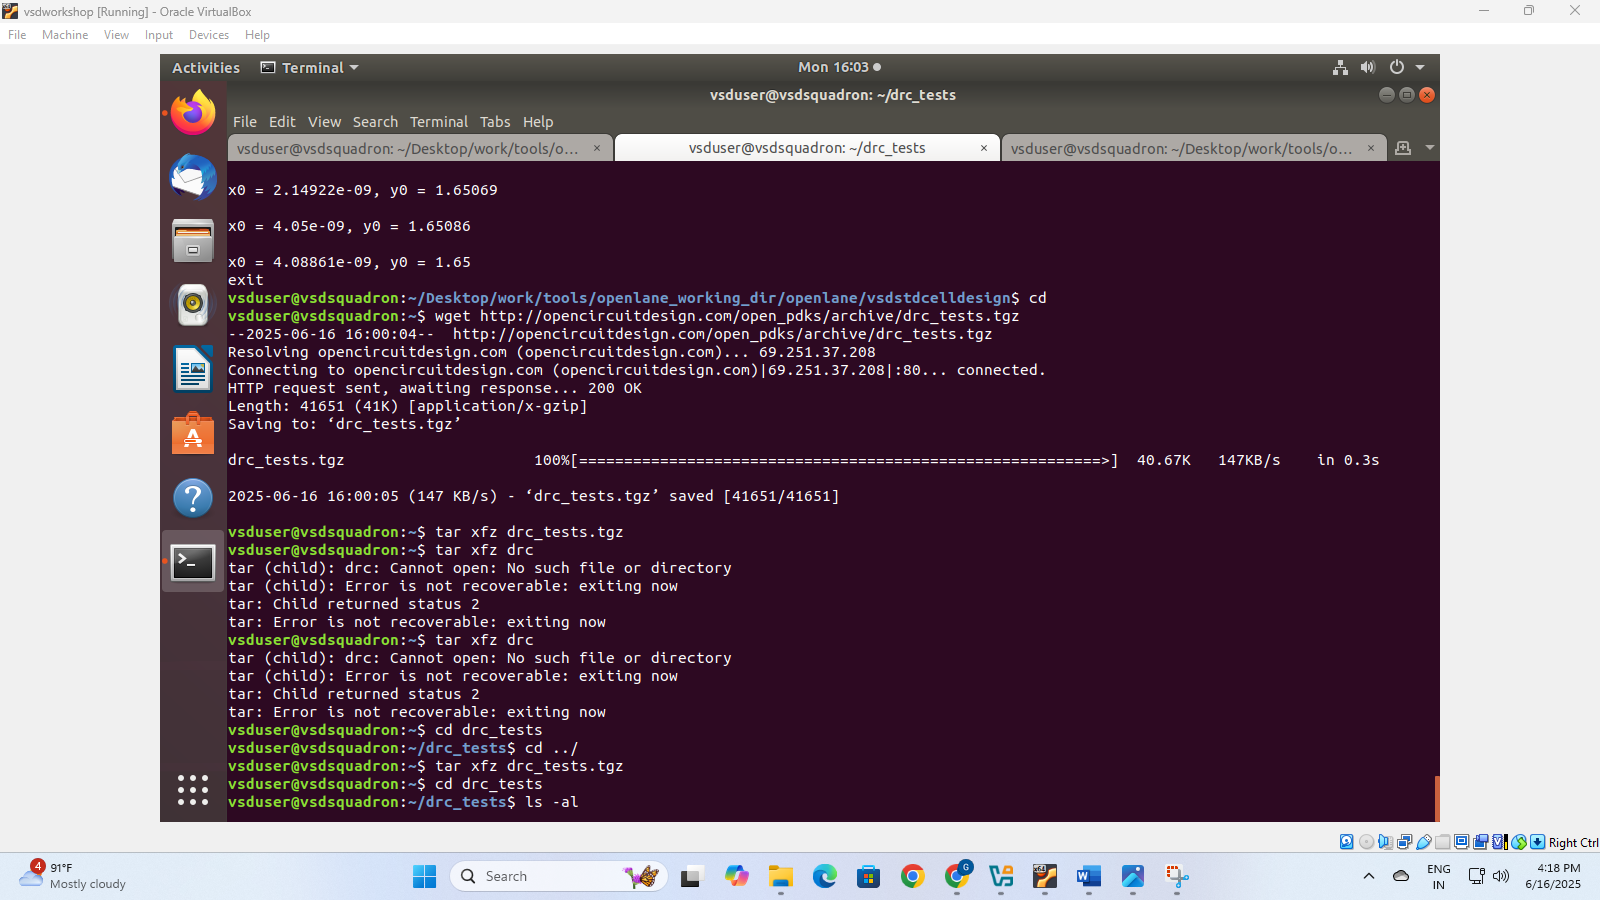 vsdworkshop [Running] - Oracle VirtualBox
File Machine View Input Devices Help
Activities Terminal Mon 16:03
vsduser@vsdsquadron: ~/drc_tests
File Edit View Search Terminal Tabs Help
vsduser@vsdsquadron: ~/Desktop/work/tools/o... × vsduser@vsdsquadron: ~/drc_tests × vsduser@vsdsquadron: ~/Desktop/work/tools/o... ×
x0 = 2.14922e-09, y0 = 1.65069
x0 = 4.05e-09, y0 = 1.65086
x0 = 4.08861e-09, y0 = 1.65
exit
vsduser@vsdsquadron:~/Desktop/work/tools/openlane_working_dir/openlane/vsdstdcelldesign$ cd
vsduser@vsdsquadron:~$ wget http://opencircuitdesign.com/open_pdks/archive/drc_tests.tgz
--2025-06-16 16:00:04--  http://opencircuitdesign.com/open_pdks/archive/drc_tests.tgz
Resolving opencircuitdesign.com (opencircuitdesign.com)... 69.251.37.208
Connecting to opencircuitdesign.com (opencircuitdesign.com)|69.251.37.208|:80... connected.
HTTP request sent, awaiting response... 200 OK
Length: 41651 (41K) [application/x-gzip]
Saving to: ‘drc_tests.tgz’
drc_tests.tgz 100%[==========================================================>] 40.67K 147KB/s in 0.3s
2025-06-16 16:00:05 (147 KB/s) - ‘drc_tests.tgz’ saved [41651/41651]
vsduser@vsdsquadron:~$ tar xfz drc_tests.tgz
vsduser@vsdsquadron:~$ tar xfz drc
tar (child): drc: Cannot open: No such file or directory
tar (child): Error is not recoverable: exiting now
tar: Child returned status 2
tar: Error is not recoverable: exiting now
vsduser@vsdsquadron:~$ tar xfz drc
tar (child): drc: Cannot open: No such file or directory
tar (child): Error is not recoverable: exiting now
tar: Child returned status 2
tar: Error is not recoverable: exiting now
vsduser@vsdsquadron:~$ cd drc_tests
vsduser@vsdsquadron:~/drc_tests$ cd ../
vsduser@vsdsquadron:~$ tar xfz drc_tests.tgz
vsduser@vsdsquadron:~$ cd drc_tests
vsduser@vsdsquadron:~/drc_tests$ ls -al
Right Ctrl
4
91°F
Mostly cloudy
Search
G
x64
ENG
IN
4:18 PM
6/16/2025